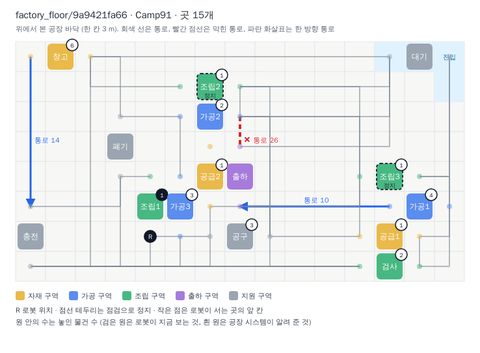 factory_floor/9a9421fa66 · Camp91 · 곳 15개
위에서 본 공장 바닥 (한 칸 3 m). 회색 선은 통로, 빨간 점선은 막힌 통로, 파란 화살표는 한 방향 통로
창고 6
대기
진입
조립2 1
정지
가공2 2
통로 14
✕ 통로 26
폐기
공급2 1
출하
조립3 1
정지
통로 10
조립1 1
가공3 3
가공1 4
충전
R
공구 3
공급1 1
검사 2
자재 구역
가공 구역
조립 구역
출하 구역
지원 구역
R 로봇 위치 · 점선 테두리는 점검으로 정지 · 작은 점은 로봇이 서는 곳의 앞 칸
원 안의 수는 놓인 물건 수 (검은 원은 로봇이 지금 보는 것, 흰 원은 공장 시스템이 알려 준 것)